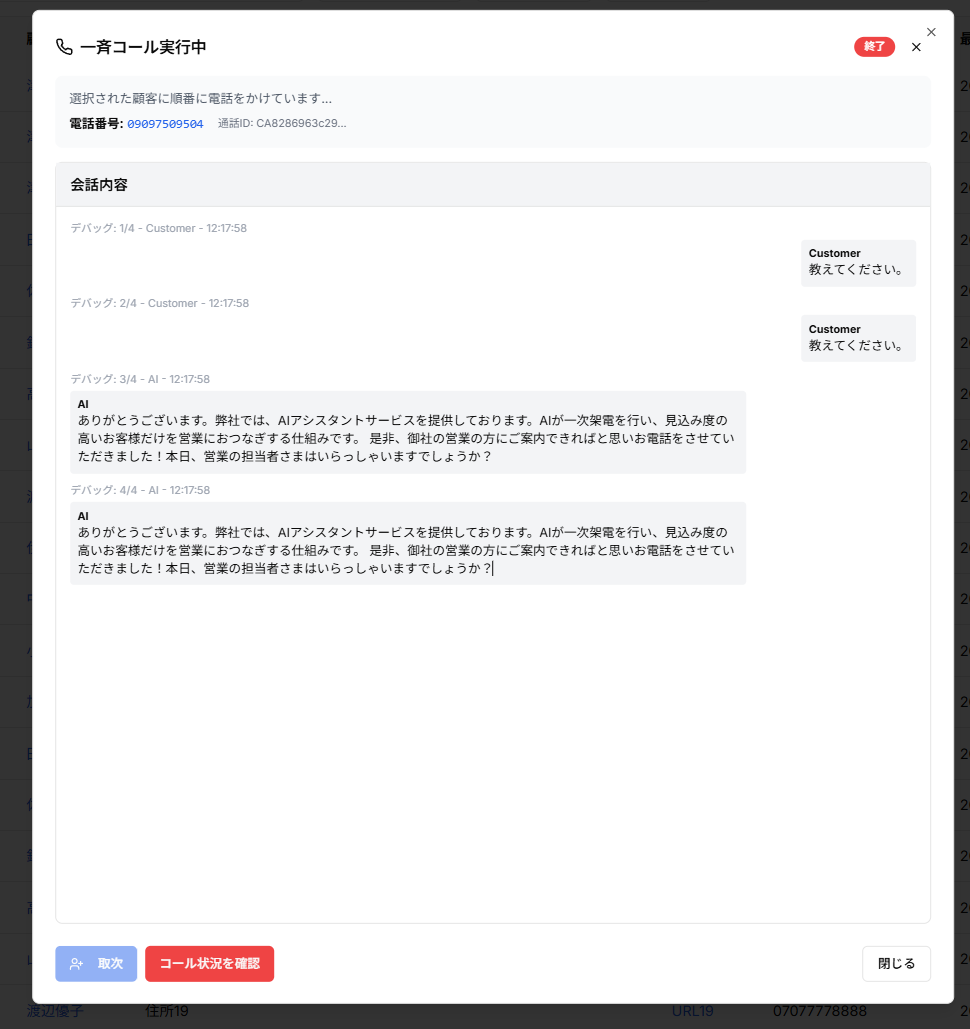 一斉コール実行中
終了
選択された顧客に順番に電話をかけています...
電話番号: 09097509504 通話ID: CA8286963c29...
会話内容
デバッグ: 1/4 - Customer - 12:17:58
Customer
教えてください。
デバッグ: 2/4 - Customer - 12:17:58
Customer
教えてください。
デバッグ: 3/4 - AI - 12:17:58
AI
ありがとうございます。弊社では、AIアシスタントサービスを提供しております。AIが一次架電を行い、見込み度の
高いお客様だけを営業におつなぎする仕組みです。 是非、御社の営業の方にご案内できればと思いお電話をさせてい
ただきました！本日、営業の担当者さまはいらっしゃいますでしょうか？
デバッグ: 4/4 - AI - 12:17:58
AI
ありがとうございます。弊社では、AIアシスタントサービスを提供しております。AIが一次架電を行い、見込み度の
高いお客様だけを営業におつなぎする仕組みです。 是非、御社の営業の方にご案内できればと思いお電話をさせてい
ただきました！本日、営業の担当者さまはいらっしゃいますでしょうか？
取次 コール状況を確認 閉じる
渡辺優子 住所19 URL19 07077778888